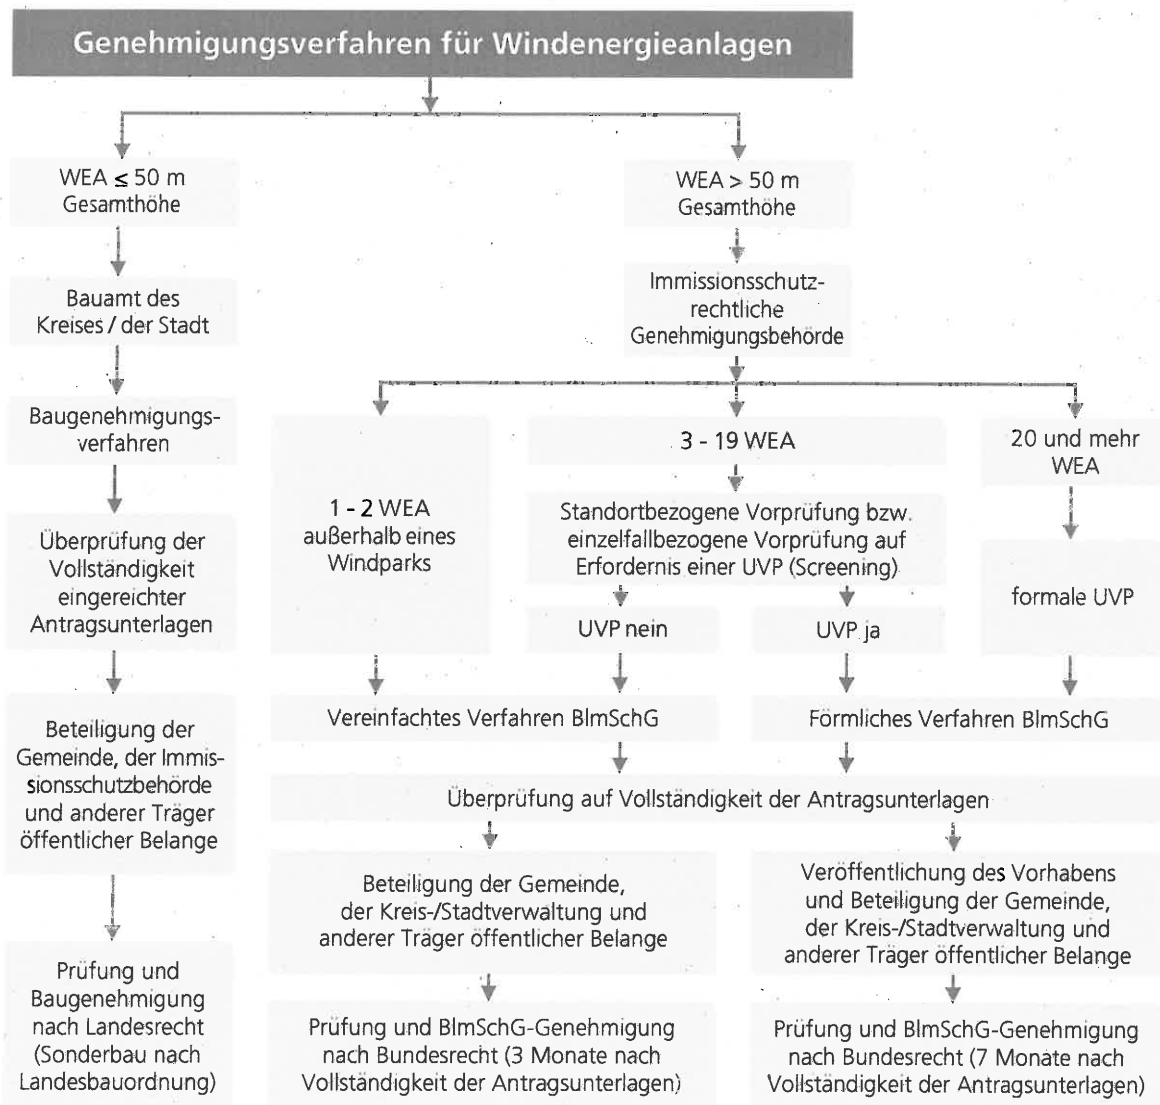 Genehmigungsverfahren für Windenergieanlagen
WEA ≤ 50 m
Gesamthöhe
Bauamt des
Kreises / der Stadt
Baugenehmigungs-
verfahren
Überprüfung der
Vollständigkeit
eingereichter
Antragsunterlagen
Beteiligung der
Gemeinde, der Immis-
sionsschutzbehörde
und anderer Träger
öffentlicher Belange
Prüfung und
Baugenehmigung
nach Landesrecht
(Sonderbau nach
Landesbauordnung)
WEA > 50 m
Gesamthöhe
Immissionsschutz-
rechtliche
Genehmigungsbehörde
1 - 2 WEA
außerhalb eines
Windparks
3 - 19 WEA
Standortbezogene Vorprüfung bzw.
einzelfallbezogene Vorprüfung auf
Erfordernis einer UVP (Screening)
UVP nein
UVP ja
20 und mehr
WEA
formale UVP
Vereinfachtes Verfahren BImSchG
Förmliches Verfahren BImSchG
Überprüfung auf Vollständigkeit der Antragsunterlagen
Beteiligung der Gemeinde,
der Kreis-/Stadtverwaltung und
anderer Träger öffentlicher Belange
Prüfung und BImSchG-Genehmigung
nach Bundesrecht (3 Monate nach
Vollständigkeit der Antragsunterlagen)
Veröffentlichung des Vorhabens
und Beteiligung der Gemeinde,
der Kreis-/Stadtverwaltung und
anderer Träger öffentlicher Belange
Prüfung und BImSchG-Genehmigung
nach Bundesrecht (7 Monate nach
Vollständigkeit der Antragsunterlagen)